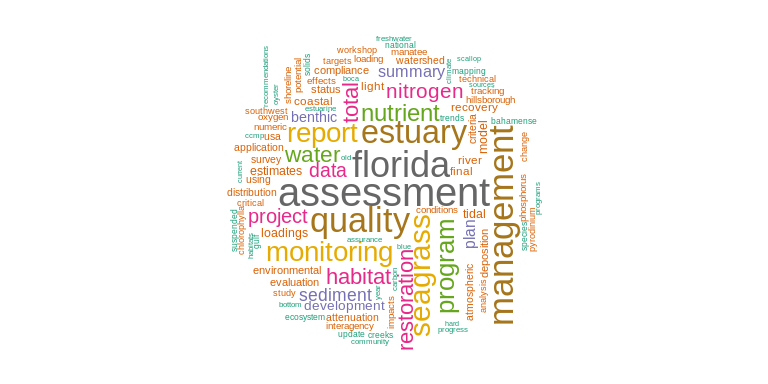 freshwater
national
workshop
manatee
scallop
targets
loading
watershed
climate
recommendations
potential
solids
compliance
summary
mapping
technical
effects
sources
shoreline
oyster
status
light
nitrogen
tracking
coastal
boca
total
recovery
hillsborough
southwest
estuarine
nutrient
oxygen
benthic
trends
bahamense
numeric
report
estuary
criteria
model
ccmp
usa
water
application
old
florida
management
change
survey
data
river
current
estimates
final
using
assessment
distribution
critical
phosphorus
programs
chlorophylla
project
quality
conditions
tidal
suspended
loadings
seagrass
program
plan
species
pyrodinium
habitats
gulf
assurance
blue
monitoring
deposition
environmental
habitat
restoration
carbon
atmospheric
evaluation
analysis
study
sediment
year
bottom
development
impacts
ecosystem
attenuation
hard
interagency
progress
update
creeks
community